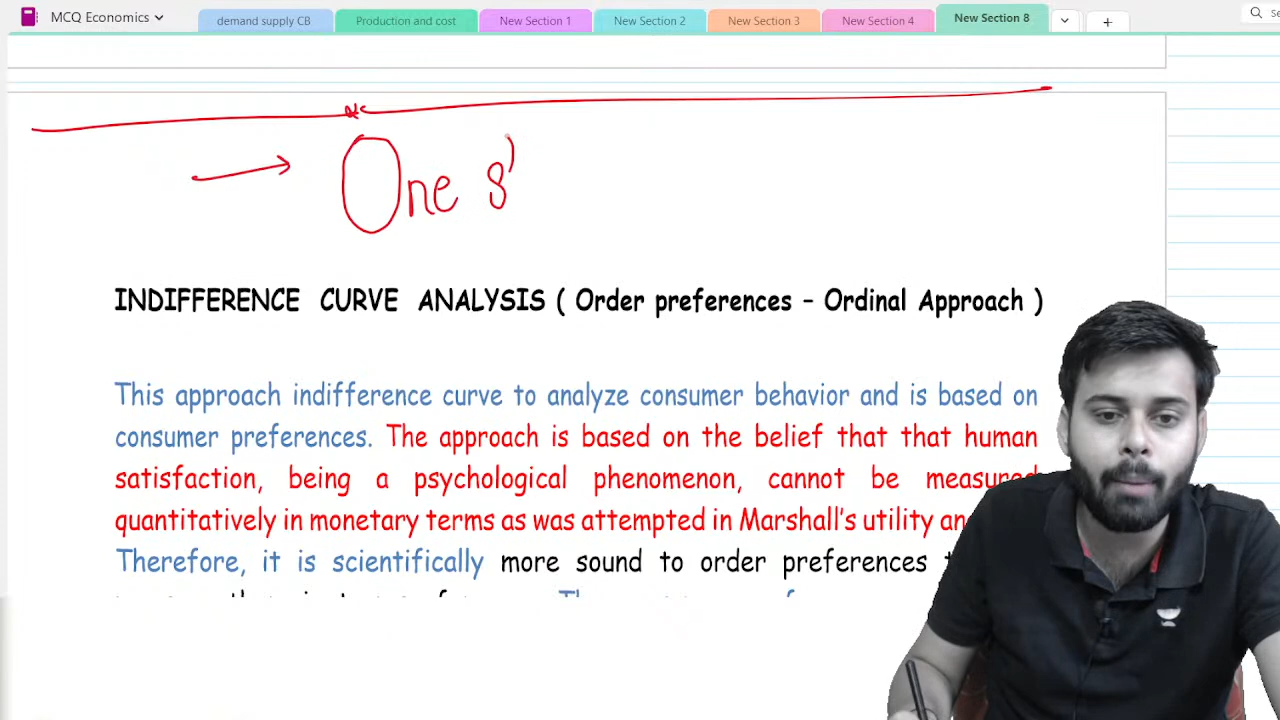 MCQ Economics
demand supply CB
Production and cost
New Section 1
New Section 2
New Section 3
New Section 4
New Section 8
One
INDIFFERENCE CURVE ANALYSIS ( Order preferences – Ordinal Approach )
This approach indifference curve to analyze consumer behavior and is based on
consumer preferences. The approach is based on the belief that that human
satisfaction, being a psychological phenomenon, cannot be measured
quantitatively in monetary terms as was attempted in Marshall's utility
Therefore, it is scientifically more sound to order preferences